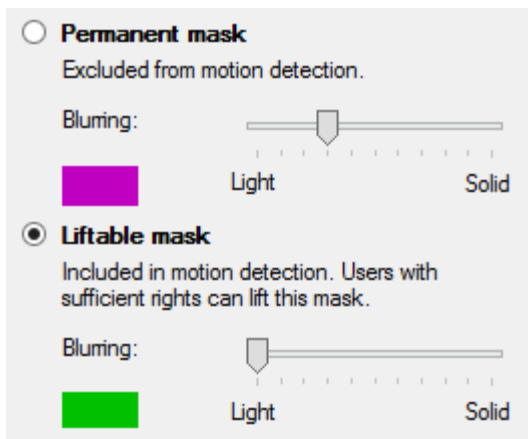 Permanent mask
Excluded from motion detection.
Blurring:
Light Solid
Liftable mask
Included in motion detection. Users with
sufficient rights can lift this mask.
Blurring:
Light Solid